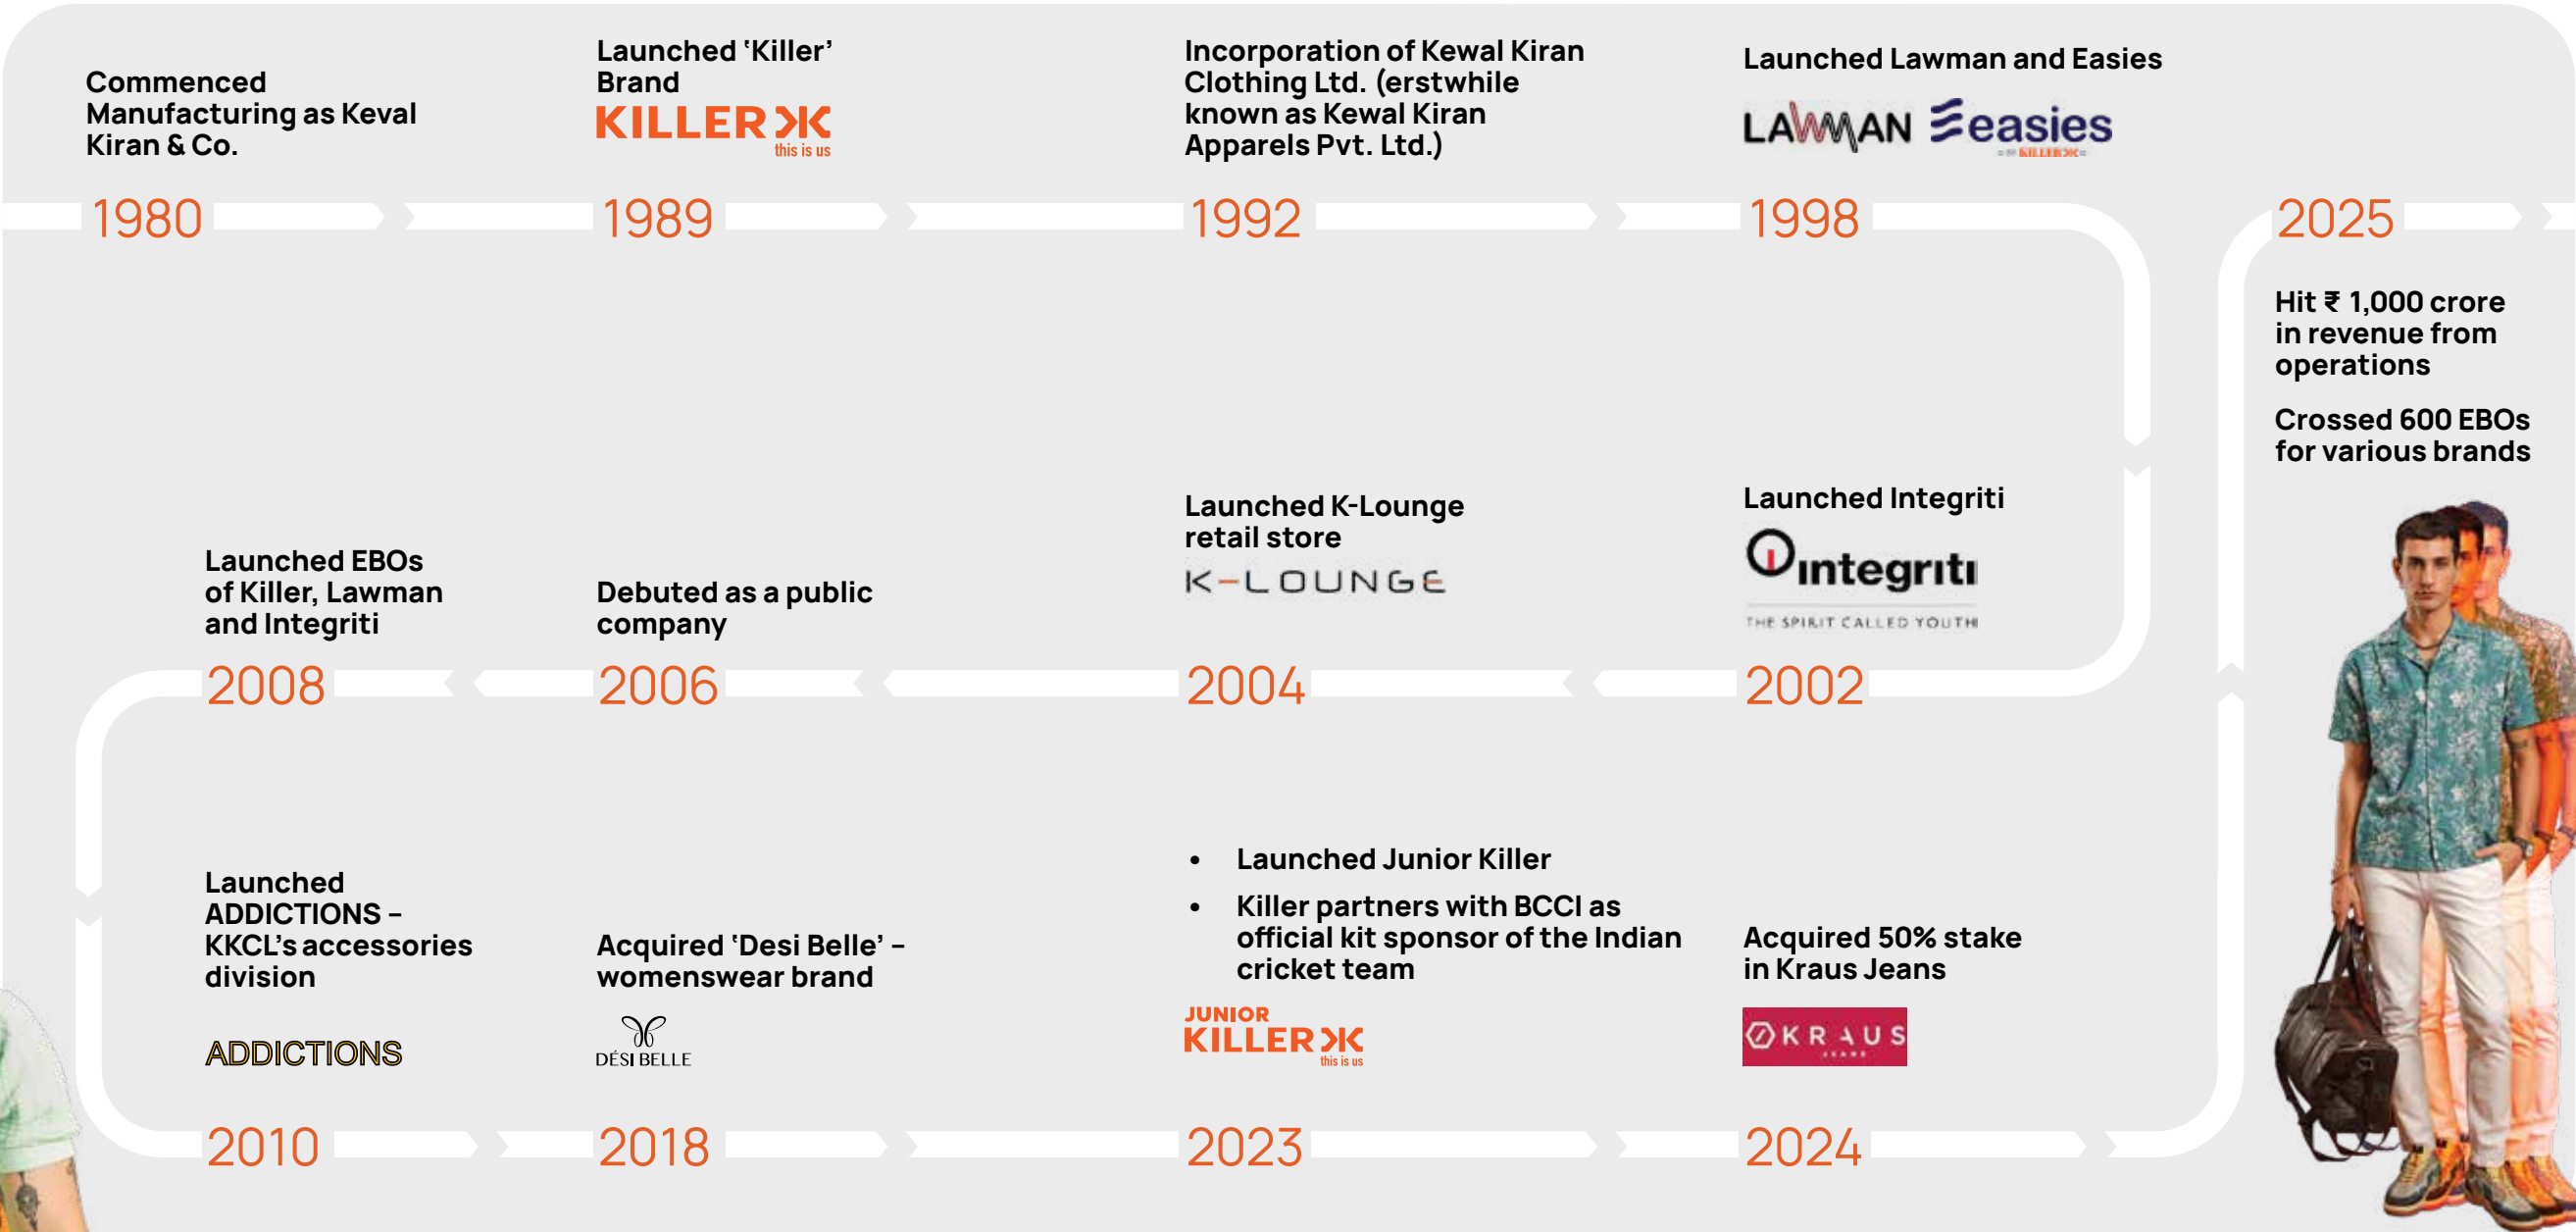 Commenced
Manufacturing as Keval
Kiran & Co.
1980
Launched ‘Killer’
Brand
KILLER
this is us
1989
Incorporation of Kewal Kiran
Clothing Ltd. (erstwhile
known as Kewal Kiran
Apparels Pvt. Ltd.)
1992
Launched Lawman and Easies
LAWMAN
easies
KILLER
1998
Launched Integriti
integriti
THE SPIRIT CALLED YOUTH
2002
Launched K-Lounge
retail store
K-LOUNGE
2004
Debuted as a public
company
2006
Launched EBOs
of Killer, Lawman
and Integriti
2008
Launched
ADDICTIONS –
KKCL’s accessories
division
ADDICTIONS
2010
Acquired ‘Desi Belle’ –
womenswear brand
DÉSI BELLE
2018
• Launched Junior Killer
• Killer partners with BCCI as
official kit sponsor of the Indian
cricket team
JUNIOR
KILLER
this is us
2023
Acquired 50% stake
in Kraus Jeans
KRAUS
JEANS
2024
2025
Hit ₹ 1,000 crore
in revenue from
operations
Crossed 600 EBOs
for various brands